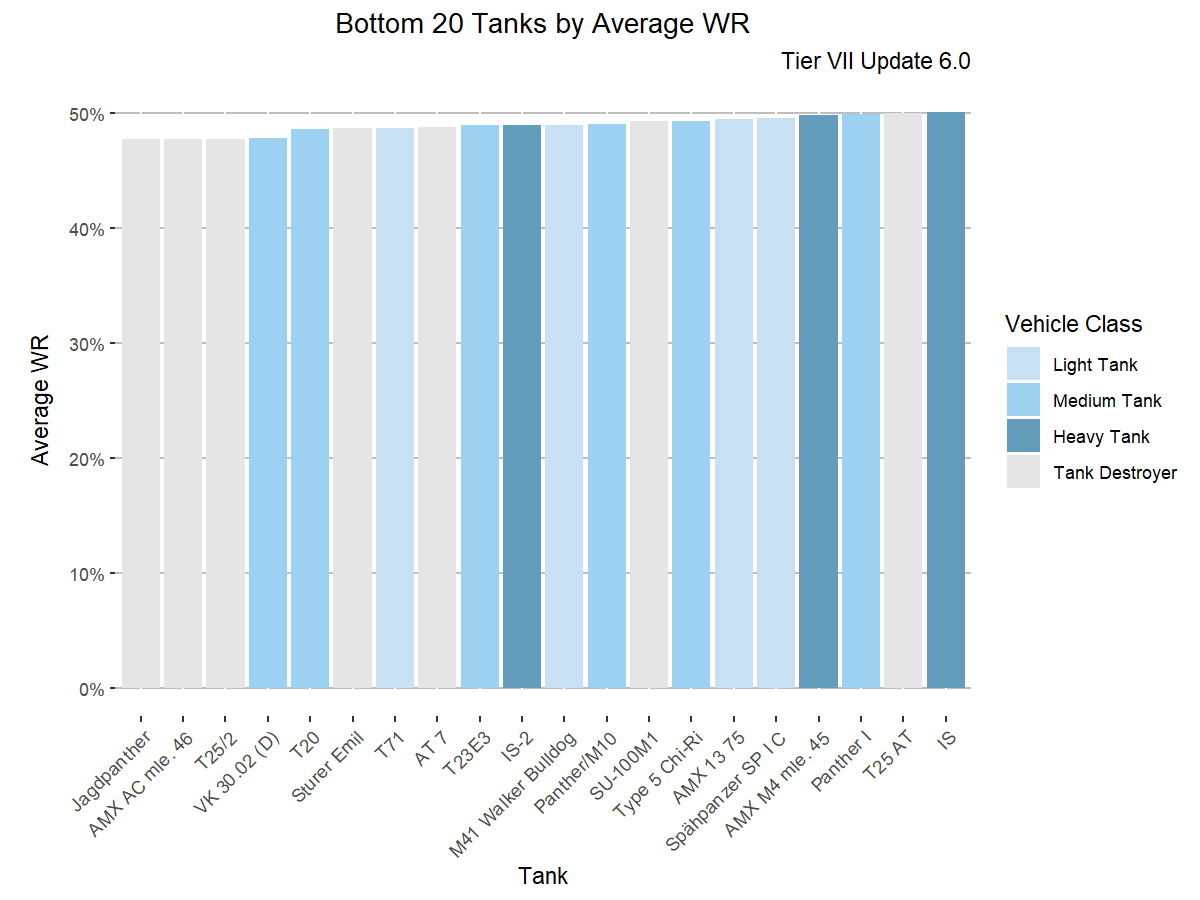 Bottom 20 Tanks by Average WR
Tier VII Update 6.0
Average WR
50%
40%
30%
20%
10%
0%
Jagdpanther
AMX AC mle. 46
T25/2
VK 30.02 (D)
T20
Sturer Emil
T71
AT 7
T23E3
IS-2
M41 Walker Bulldog
Panther/M10
SU-100M1
Type 5 Chi-Ri
AMX 13 75
Spähpanzer SP I C
AMX M4 mle. 45
Panther I
T25 AT
IS
Tank
Vehicle Class
Light Tank
Medium Tank
Heavy Tank
Tank Destroyer